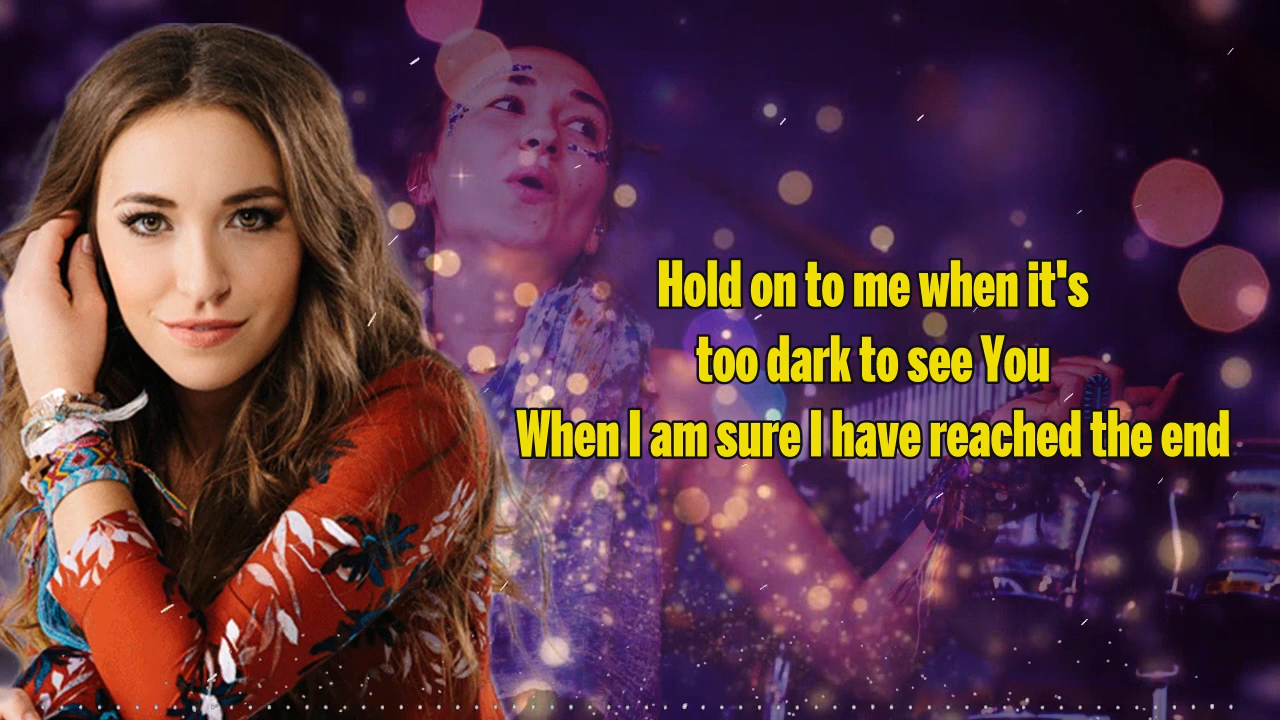 Hold on to me when it's
too dark to see You
When I am sure I have reached the end